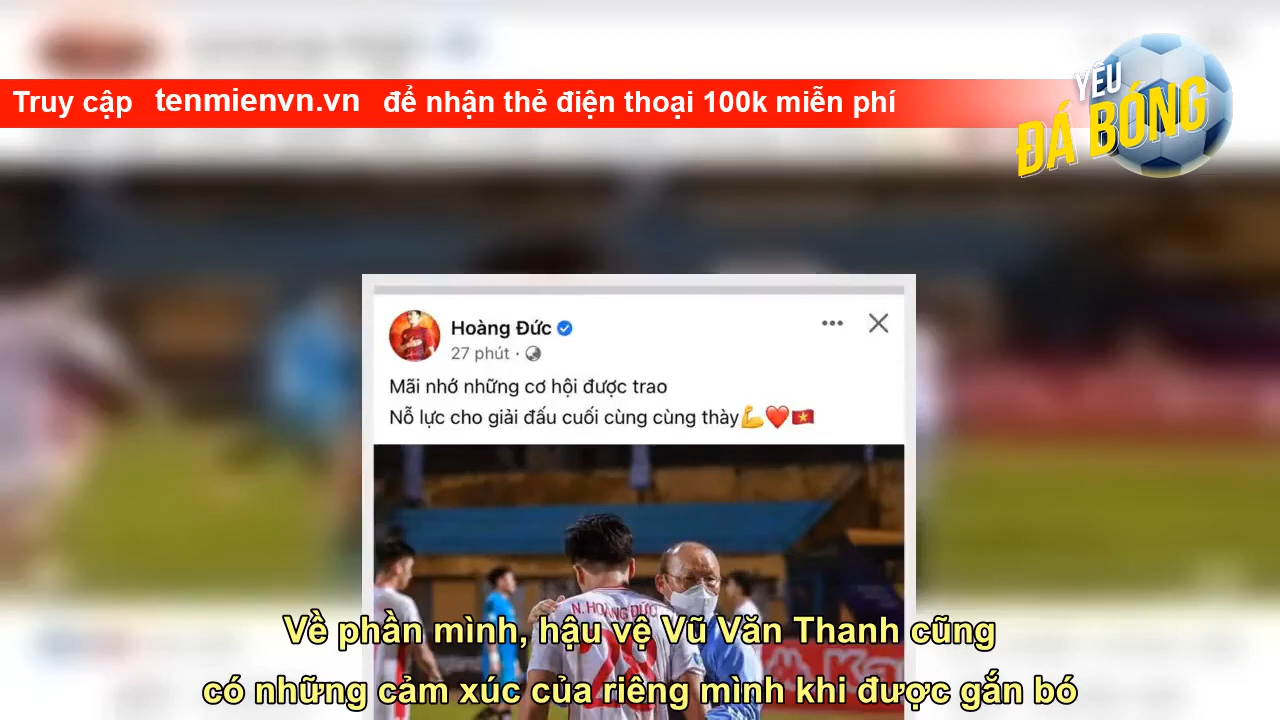 Truy cập tenmienvn.vn để nhận thẻ điện thoại 100k miễn phí
YÊU
ĐÁ BÓNG
Hoàng Đức
27 phút ·
Mãi nhớ những cơ hội được trao
Nỗ lực cho giải đấu cuối cùng cùng thày💪❤️🇻🇳
N. HOÀNG ĐỨC
28
Về phần mình, hậu vệ Vũ Văn Thanh cũng
có những cảm xúc của riêng mình khi được gắn bó